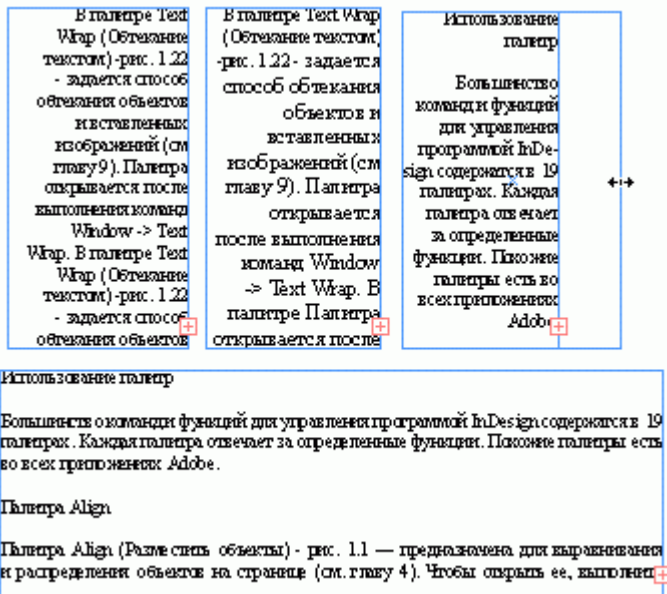 В палитре Text
Wrap (Обтекание
текстом) -рис. 1.22
- задается способ
обтекания объектов
и вставленных
изображений (см
главу 9). Палитра
открывается после
выполнения команд
Window -> Text
Wrap. В палитре Text
Wrap (Обтекание
текстом) -рис. 1.22
- задается способ
обтекания объектов
В палитре Text Wrap
(Обтекание текстом)
-рис. 1.22 - задается
способ обтекания
объектов и
вставленных
изображений (см
главу 9). Палитра
открывается
после выполнения
команд Window
-> Text Wrap. В
палитре Палитра
открывается после
Использование
палитр
Большинство
команд и функций
для управления
программой InDe-
sign содержатся в 19
палитрах. Каждая
палитра отвечает
за определенные
функции. Похожие
палитры есть во
всех приложениях
Adobe
Использование палитр
Большинство команд и функций для управления программой InDesign содержатся в 19
палитрах. Каждая палитра отвечает за определенные функции. Похожие палитры есть
во всех приложениях Adobe.
Палитра Align
Палитра Align (Разместить объекты) - рис. 1.1 — предназначена для выравнивания
и распределения объектов на странице (см. главу 4). Чтобы открыть ее, выполнит